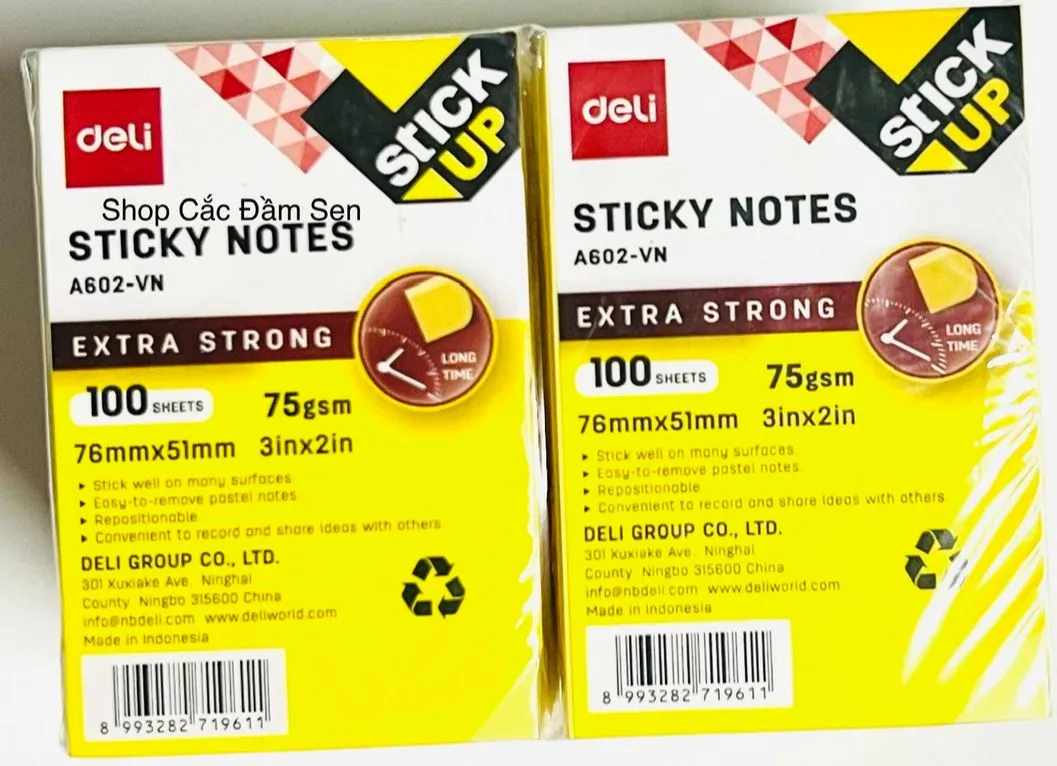 deli
STICK
UP
Shop Cắc Đầm Sen
STICKY NOTES
A602-VN
EXTRA STRONG
LONG
TIME
100 SHEETS 75gsm
76mmx51mm 3inx2in
Stick well on many surfaces
Easy-to-remove pastel notes
Repositionable
Convenient to record and share ideas with others
DELI GROUP CO., LTD.
301 Xuxiake Ave. Ninghai
County Ningbo 315600 China
info@nbdeli.com www.deliworld.com
Made in Indonesia
8 993282 719611
deli
STICK
UP
STICKY NOTES
A602-VN
EXTRA STRONG
LONG
TIME
100 SHEETS 75gsm
76mmx51mm 3inx2in
Stick well on many surfaces
Easy-to-remove pastel notes
Repositionable
Convenient to record and share ideas with others
DELI GROUP CO., LTD.
301 Xuxiake Ave. Ninghai
County Ningbo 315600 China
info@nbdeli.com www.deliworld.com
Made in Indonesia
8 993282 719611